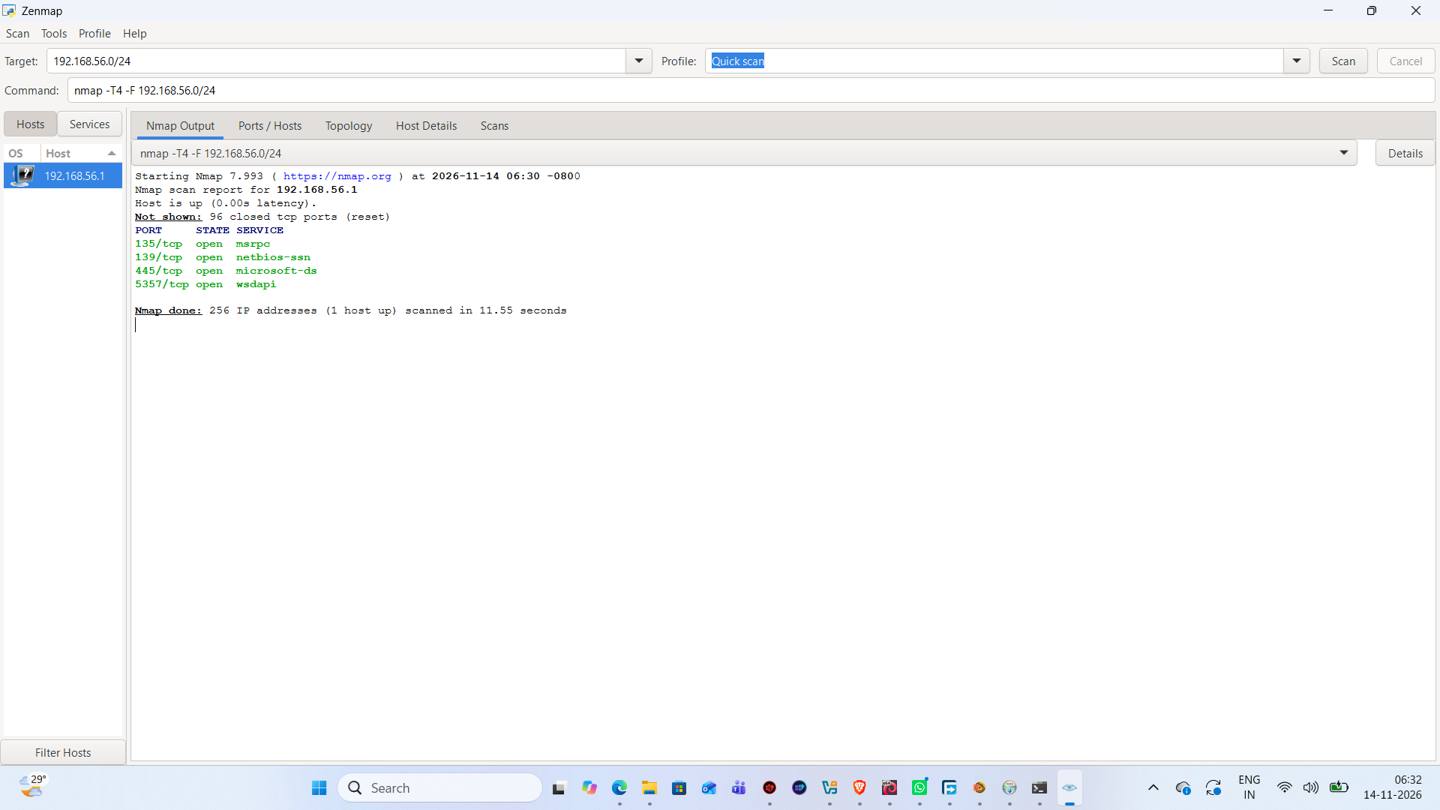 Zenmap
Scan Tools Profile Help
Target: 192.168.56.0/24 Profile: Quick scan Scan Cancel
Command: nmap -T4 -F 192.168.56.0/24
Hosts Services
Nmap Output Ports / Hosts Topology Host Details Scans
OS Host
nmap -T4 -F 192.168.56.0/24 Details
192.168.56.1
Starting Nmap 7.993 ( https://nmap.org ) at 2026-11-14 06:30 -0800
Nmap scan report for 192.168.56.1
Host is up (0.00s latency).
Not shown: 96 closed tcp ports (reset)
PORT STATE SERVICE
135/tcp open msrpc
139/tcp open netbios-ssn
445/tcp open microsoft-ds
5357/tcp open wsdapi
Nmap done: 256 IP addresses (1 host up) scanned in 11.55 seconds
Filter Hosts
29°
Search
ENG
IN
06:32
14-11-2026